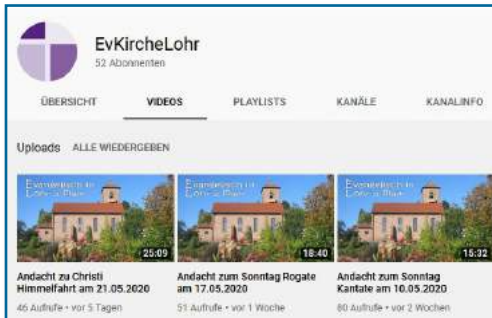 EvKircheLohr
52 Abonnenten
ÜBERSICHT VIDEOS PLAYLISTS KANÄLE KANALINFO
Uploads ALLE WIEDERGEBEN
25:09 18:40 15:32
Andacht zu Christi
Himmelfahrt am 21.05.2020
46 Aufrufe • vor 5 Tagen
Andacht zum Sonntag Rogate
am 17.05.2020
51 Aufrufe • vor 1 Woche
Andacht zum Sonntag
Kantate am 10.05.2020
80 Aufrufe • vor 2 Wochen